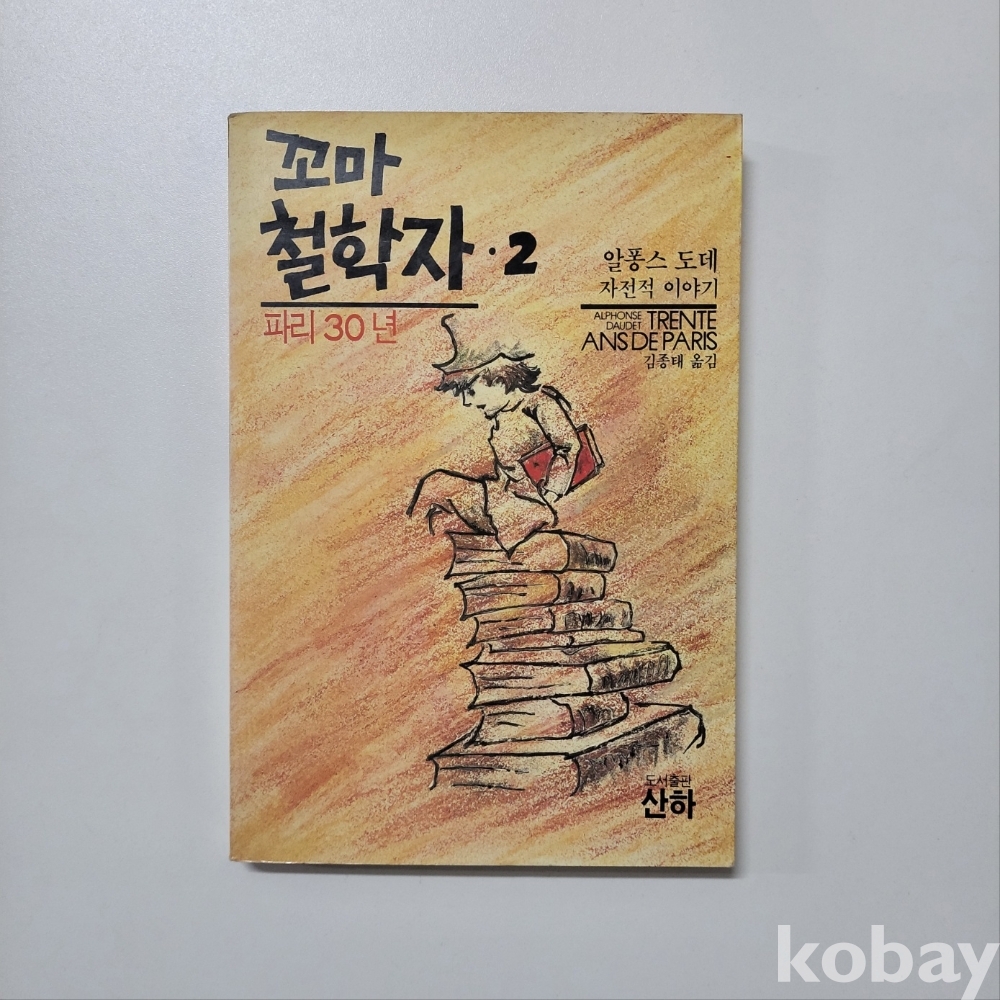 꼬마
철학자·2
파리 30년
알퐁스 도데
자전적 이야기
ALPHONSE DAUDET TRENTE
ANS DE PARIS
김종태 옮김
도서출판
산하
kobay